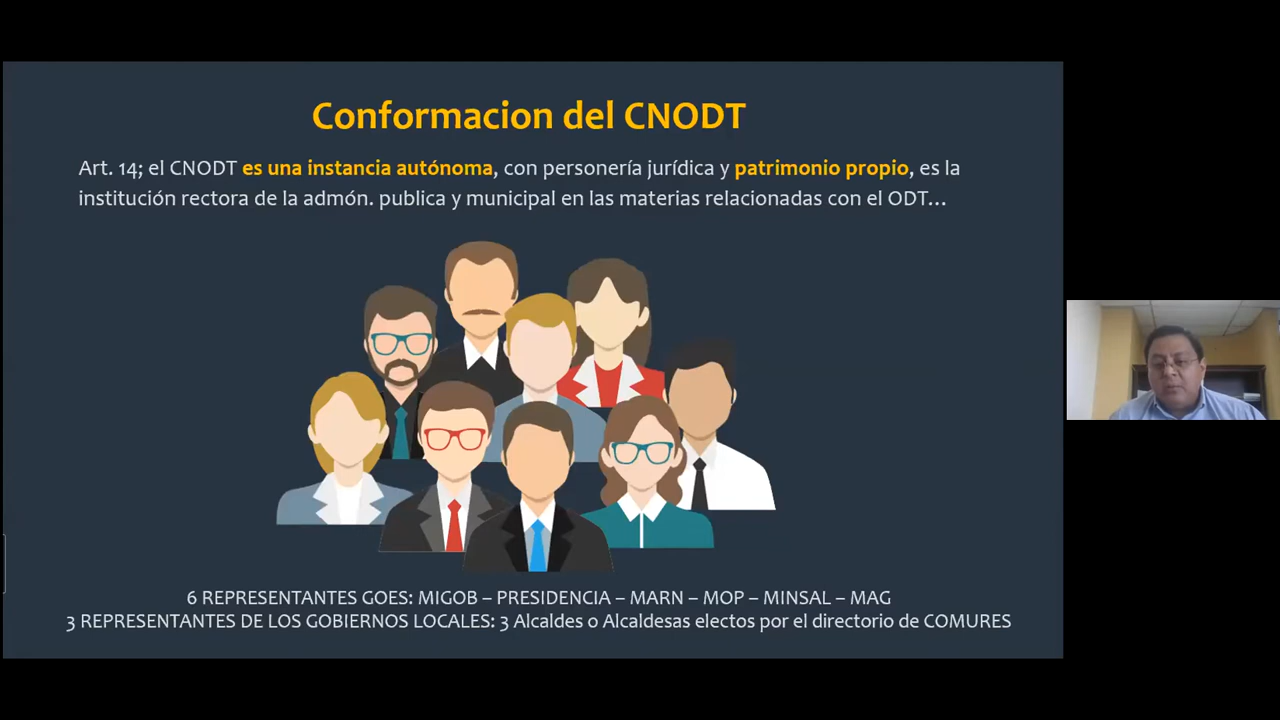 Conformacion del CNODT
Art. 14; el CNODT es una instancia autónoma, con personería jurídica y patrimonio propio, es la
institución rectora de la admón. publica y municipal en las materias relacionadas con el ODT...
6 REPRESENTANTES GOES: MIGOB – PRESIDENCIA – MARN – MOP – MINSAL – MAG
3 REPRESENTANTES DE LOS GOBIERNOS LOCALES: 3 Alcaldes o Alcaldesas electos por el directorio de COMURES